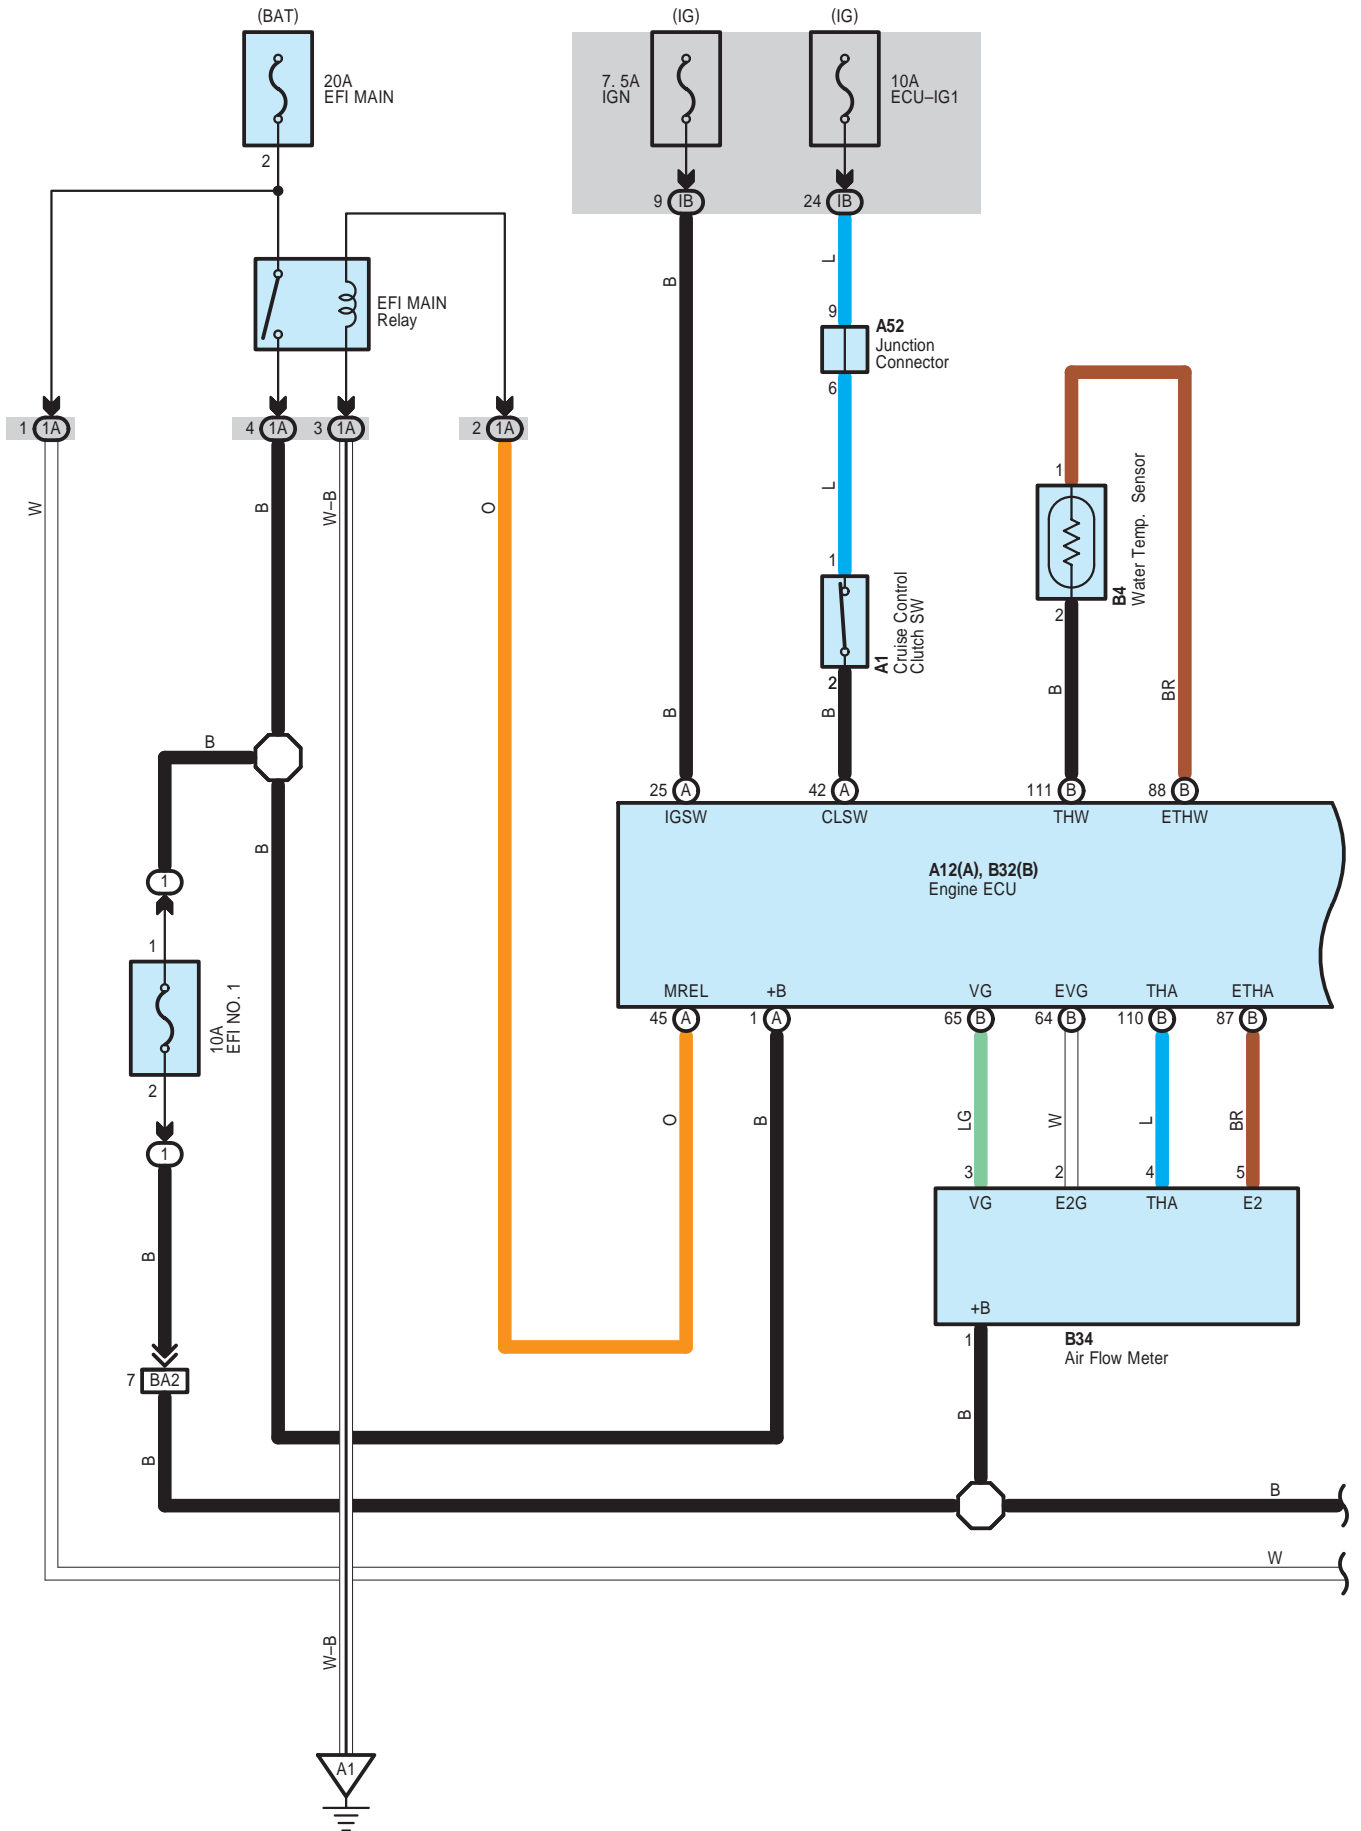 (BAT)
(IG)
(IG)
20A
EFI MAIN
7. 5A
IGN
10A
ECU–IG1
2
9 IB
24 IB
B
L
9
A52
Junction
Connector
6
EFI MAIN
Relay
1 1A
4 1A
3 1A
2 1A
W
B
W–B
O
L
1
A1
Cruise Control
Clutch SW
2
B
B
1
B4
Water Temp. Sensor
2
B
BR
B
B
25 A
42 A
111 B
88 B
IGSW
CLSW
THW
ETHW
A12(A), B32(B)
Engine ECU
1
1
10A
EFI NO. 1
2
1
MREL
+B
VG
EVG
THA
ETHA
45 A
1 A
65 B
64 B
110 B
87 B
O
B
LG
W
L
BR
3
2
4
5
VG
E2G
THA
E2
+B
1
B34
Air Flow Meter
B
7 BA2
B
B
B
W
W–B
A1